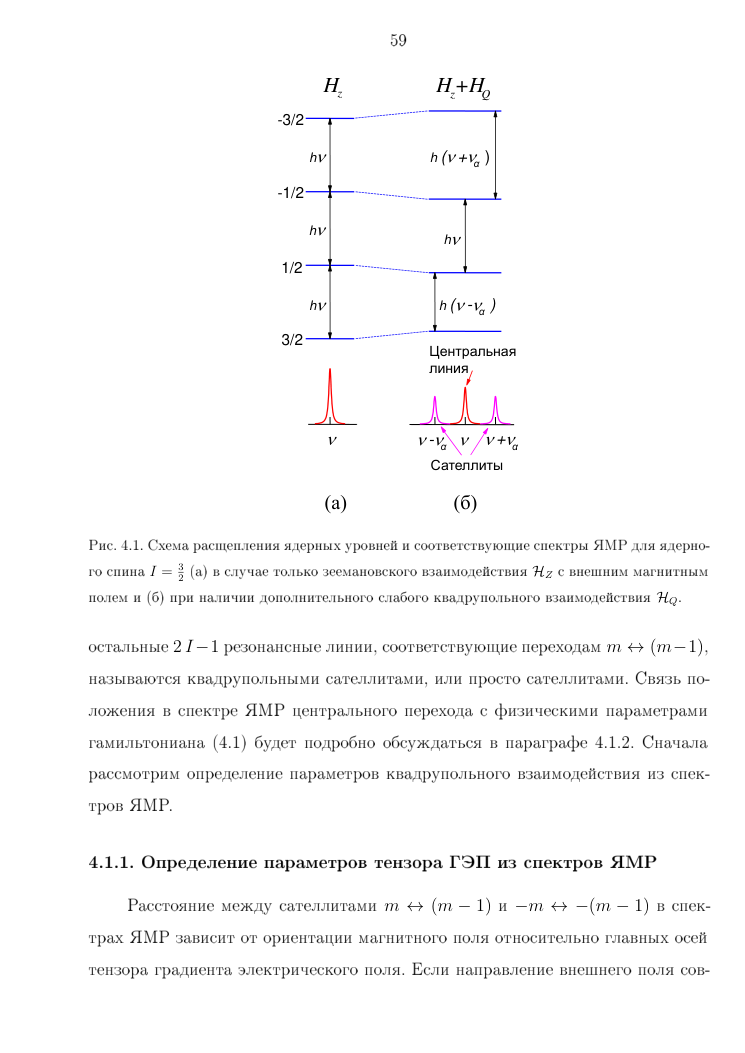 59
H_z H_z+H_Q
-3/2
hν h(ν+ν_α)
-1/2
hν hν
1/2
hν h(ν-ν_α)
3/2
Центральная
линия
ν ν-ν_α ν ν+ν_α
Сателлиты
(а) (б)
Рис. 4.1. Схема расщепления ядерных уровней и соответствующие спектры ЯМР для ядерно-
го спина I = 3/2 (а) в случае только зеемановского взаимодействия ℋ_Z с внешним магнитным
полем и (б) при наличии дополнительного слабого квадрупольного взаимодействия ℋ_Q.
остальные 2I−1 резонансные линии, соответствующие переходам m ↔ (m−1),
называются квадрупольными сателлитами, или просто сателлитами. Связь по-
ложения в спектре ЯМР центрального перехода с физическими параметрами
гамильтониана (4.1) будет подробно обсуждаться в параграфе 4.1.2. Сначала
рассмотрим определение параметров квадрупольного взаимодействия из спек-
тров ЯМР.
4.1.1. Определение параметров тензора ГЭП из спектров ЯМР
Расстояние между сателлитами m ↔ (m − 1) и −m ↔ −(m − 1) в спек-
трах ЯМР зависит от ориентации магнитного поля относительно главных осей
тензора градиента электрического поля. Если направление внешнего поля сов-